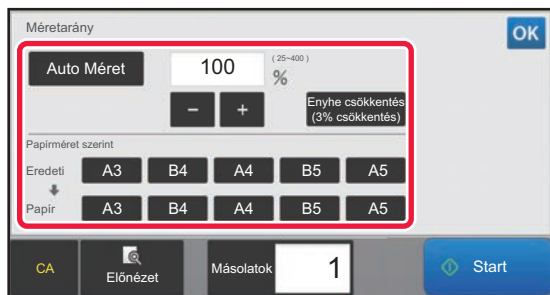 Méretarány
OK
Auto Méret
100
(25~400)
%
−
+
Enyhe csökkentés
(3% csökkentés)
Papírméret szerint
Eredeti
A3
B4
A4
B5
A5
Papír
A3
B4
A4
B5
A5
CA
Előnézet
Másolatok
1
Start